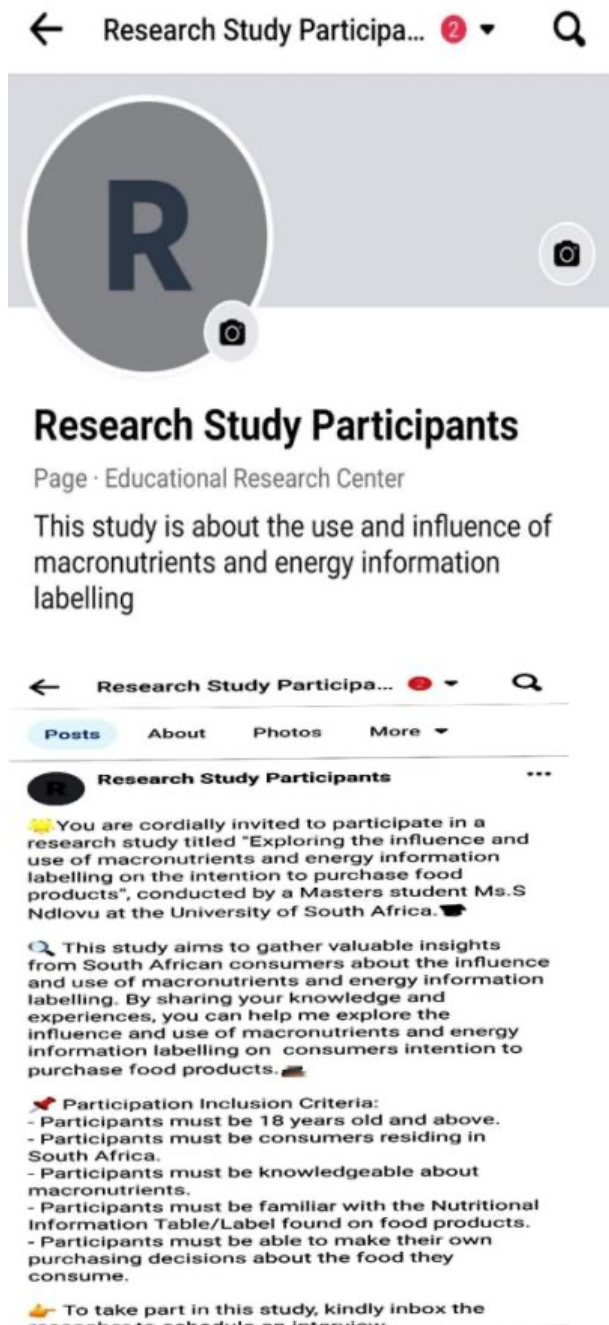 Research Study Participa... 2
R
Research Study Participants
Page · Educational Research Center
This study is about the use and influence of
macronutrients and energy information
labelling
Research Study Participa... 2
Posts About Photos More
R Research Study Participants
You are cordially invited to participate in a
research study titled "Exploring the influence and
use of macronutrients and energy information
labelling on the intention to purchase food
products", conducted by a Masters student Ms.S
Ndlovu at the University of South Africa.
This study aims to gather valuable insights
from South African consumers about the influence
and use of macronutrients and energy information
labelling. By sharing your knowledge and
experiences, you can help me explore the
influence and use of macronutrients and energy
information labelling on consumers intention to
purchase food products.
Participation Inclusion Criteria:
- Participants must be 18 years old and above.
- Participants must be consumers residing in
South Africa.
- Participants must be knowledgeable about
macronutrients.
- Participants must be familiar with the Nutritional
Information Table/Label found on food products.
- Participants must be able to make their own
purchasing decisions about the food they
consume.
To take part in this study, kindly inbox the
researcher to schedule an interview